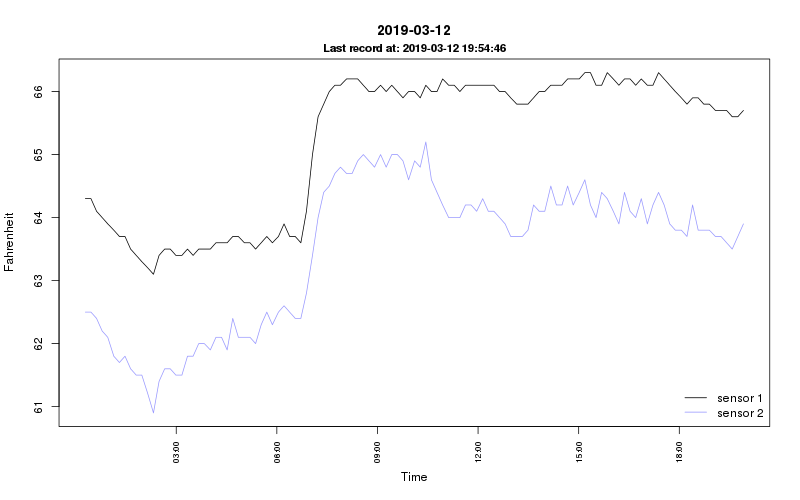 2019-03-12
Last record at: 2019-03-12 19:54:46
Fahrenheit
66
65
64
63
62
61
sensor 1
sensor 2
03:00 06:00 09:00 12:00 15:00 18:00
Time